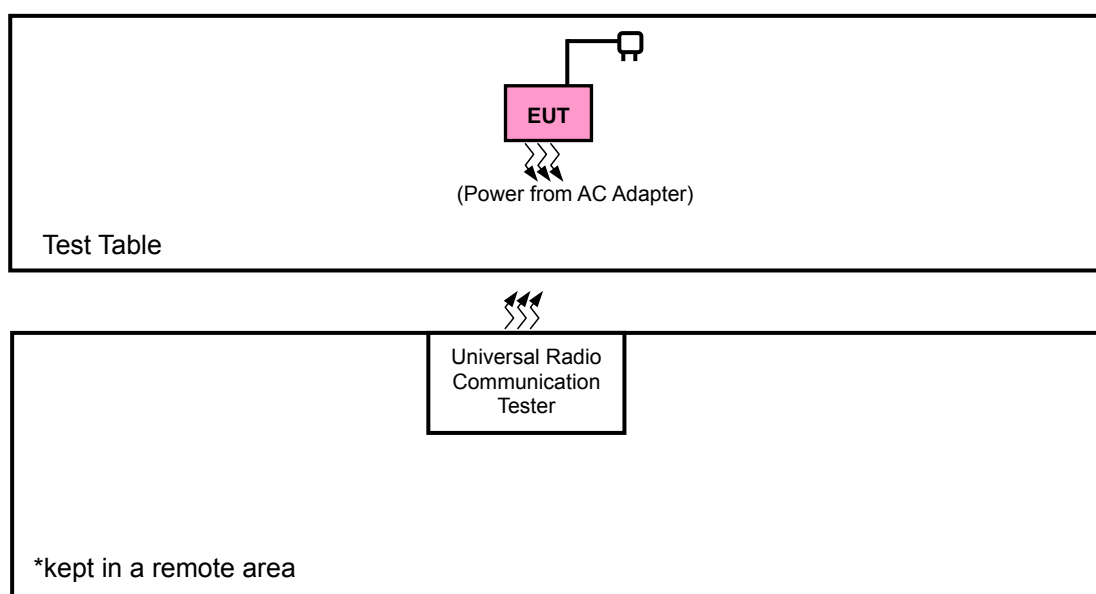 EUT
(Power from AC Adapter)
Test Table
Universal Radio
Communication
Tester
*kept in a remote area